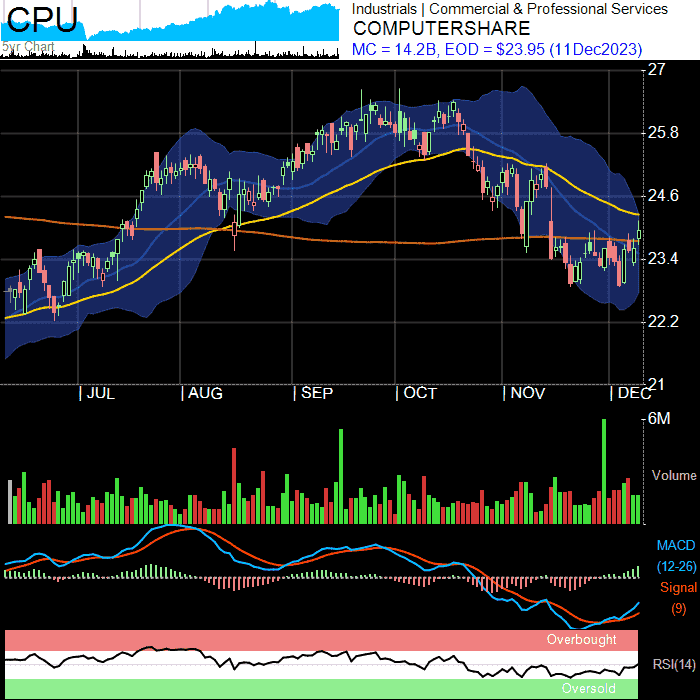 CPU
5yr Chart
Industrials | Commercial & Professional Services
COMPUTERSHARE
MC = 14.2B, EOD = $23.95 (11Dec2023)
27
25.8
24.6
23.4
22.2
21
| JUL | AUG | SEP | OCT | NOV | DEC
6M
Volume
MACD
(12-26)
Signal
(9)
Overbought
RSI(14)
Oversold